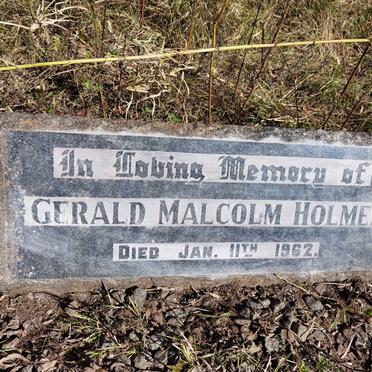 In Loving Memory of
GERALD MALCOLM HOLME
DIED JAN. 11TH 1962.